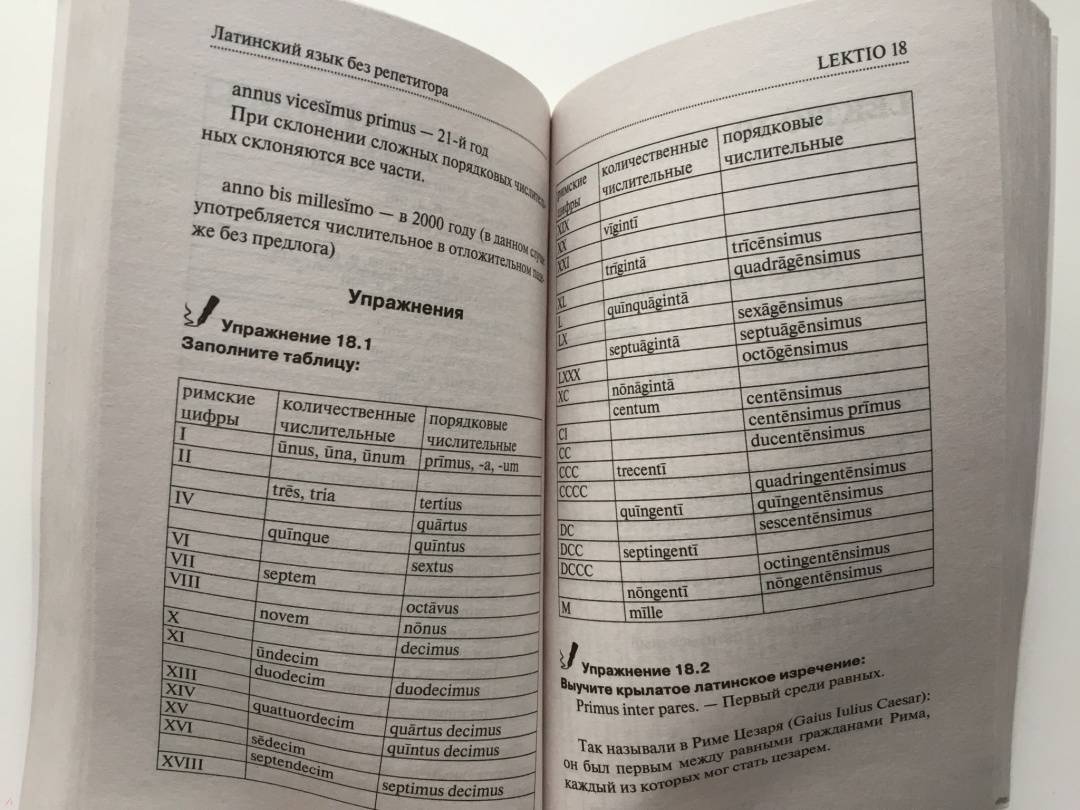 Латинский язык без репетитора
annus vicesĭmus primus — 21-й год
При склонении сложных порядковых числитель-
ных склоняются все части.
anno bis millesĭmo — в 2000 году (в данном случае
употребляется числительное в отложительном паде-
же без предлога)
Упражнения
Упражнение 18.1
Заполните таблицу:
римские цифры количественные числительные порядковые числительные
I ūnus, ūna, ūnum prīmus, -a, -um
II
trēs, tria tertius
IV quārtus
quīnque quīntus
VI sextus
VII septem
VIII octāvus
novem nōnus
X decimus
XI ūndecim
duodecim duodecimus
XIII
XIV quattuordecim quārtus decimus
XV quīntus decimus
XVI sēdecim
septendecim septimus decimus
XVIII
LEKTIO 18
римские цифры количественные числительные порядковые числительные
XIX
XX vīgintī
XXI
trīgintā trīcēnsimus
XL quadrāgēnsimus
L quīnquāgintā
LX sexāgēnsimus
septuāgintā septuāgēnsimus
LXXX octōgēnsimus
XC nōnāgintā
centum centēnsimus
CI centēnsimus prīmus
CC ducentēnsimus
CCC trecentī
CCCC quadringentēnsimus
quīngentī quīngentēnsimus
DC sescentēnsimus
DCC septingentī
DCCC octingentēnsimus
nōngentī nōngentēnsimus
M mīlle
Упражнение 18.2
Выучите крылатое латинское изречение:
Primus inter pares. — Первый среди равных.
Так называли в Риме Цезаря (Gaius Iulius Caesar):
он был первым между равными гражданами Рима,
каждый из которых мог стать цезарем.